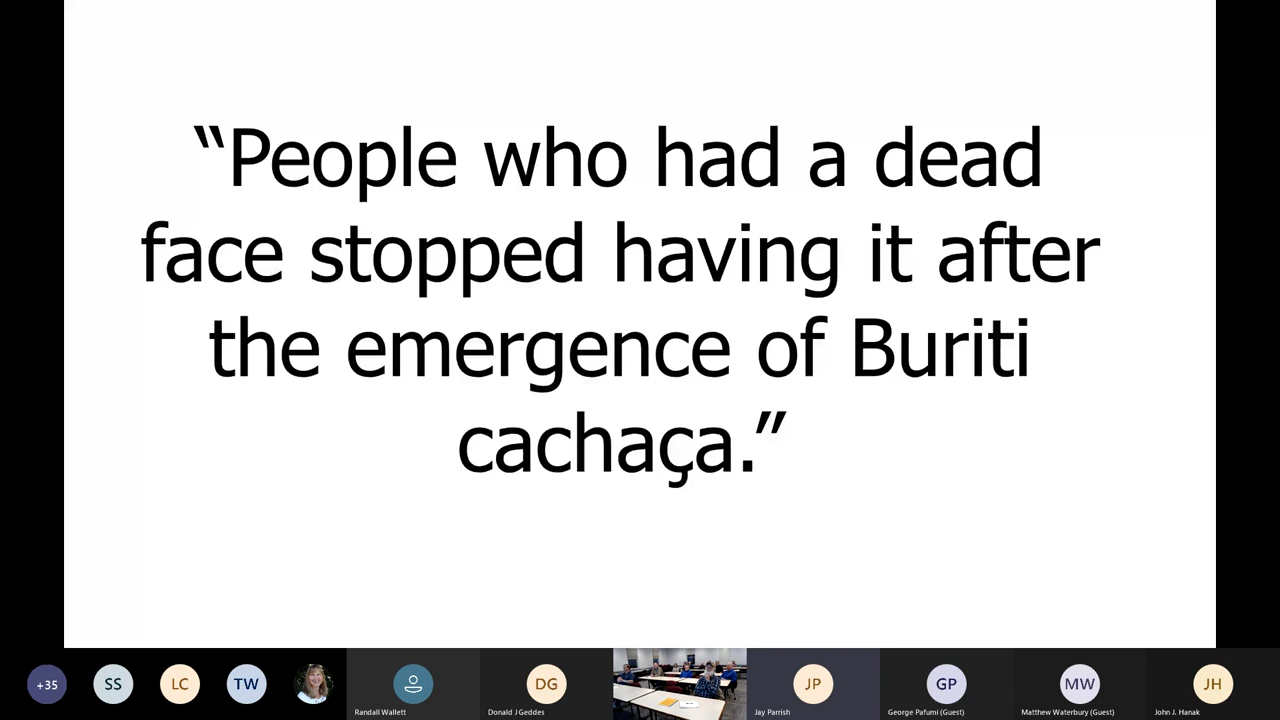 “People who had a dead
face stopped having it after
the emergence of Buriti
cachaça.”
+35
SS
LC
TW
DG
JP
GP
MW
JH
Randall Wallett
Donald J Geddes
Jay Parrish
George Pafumi (Guest)
Matthew Waterbury (Guest)
John J. Hanak